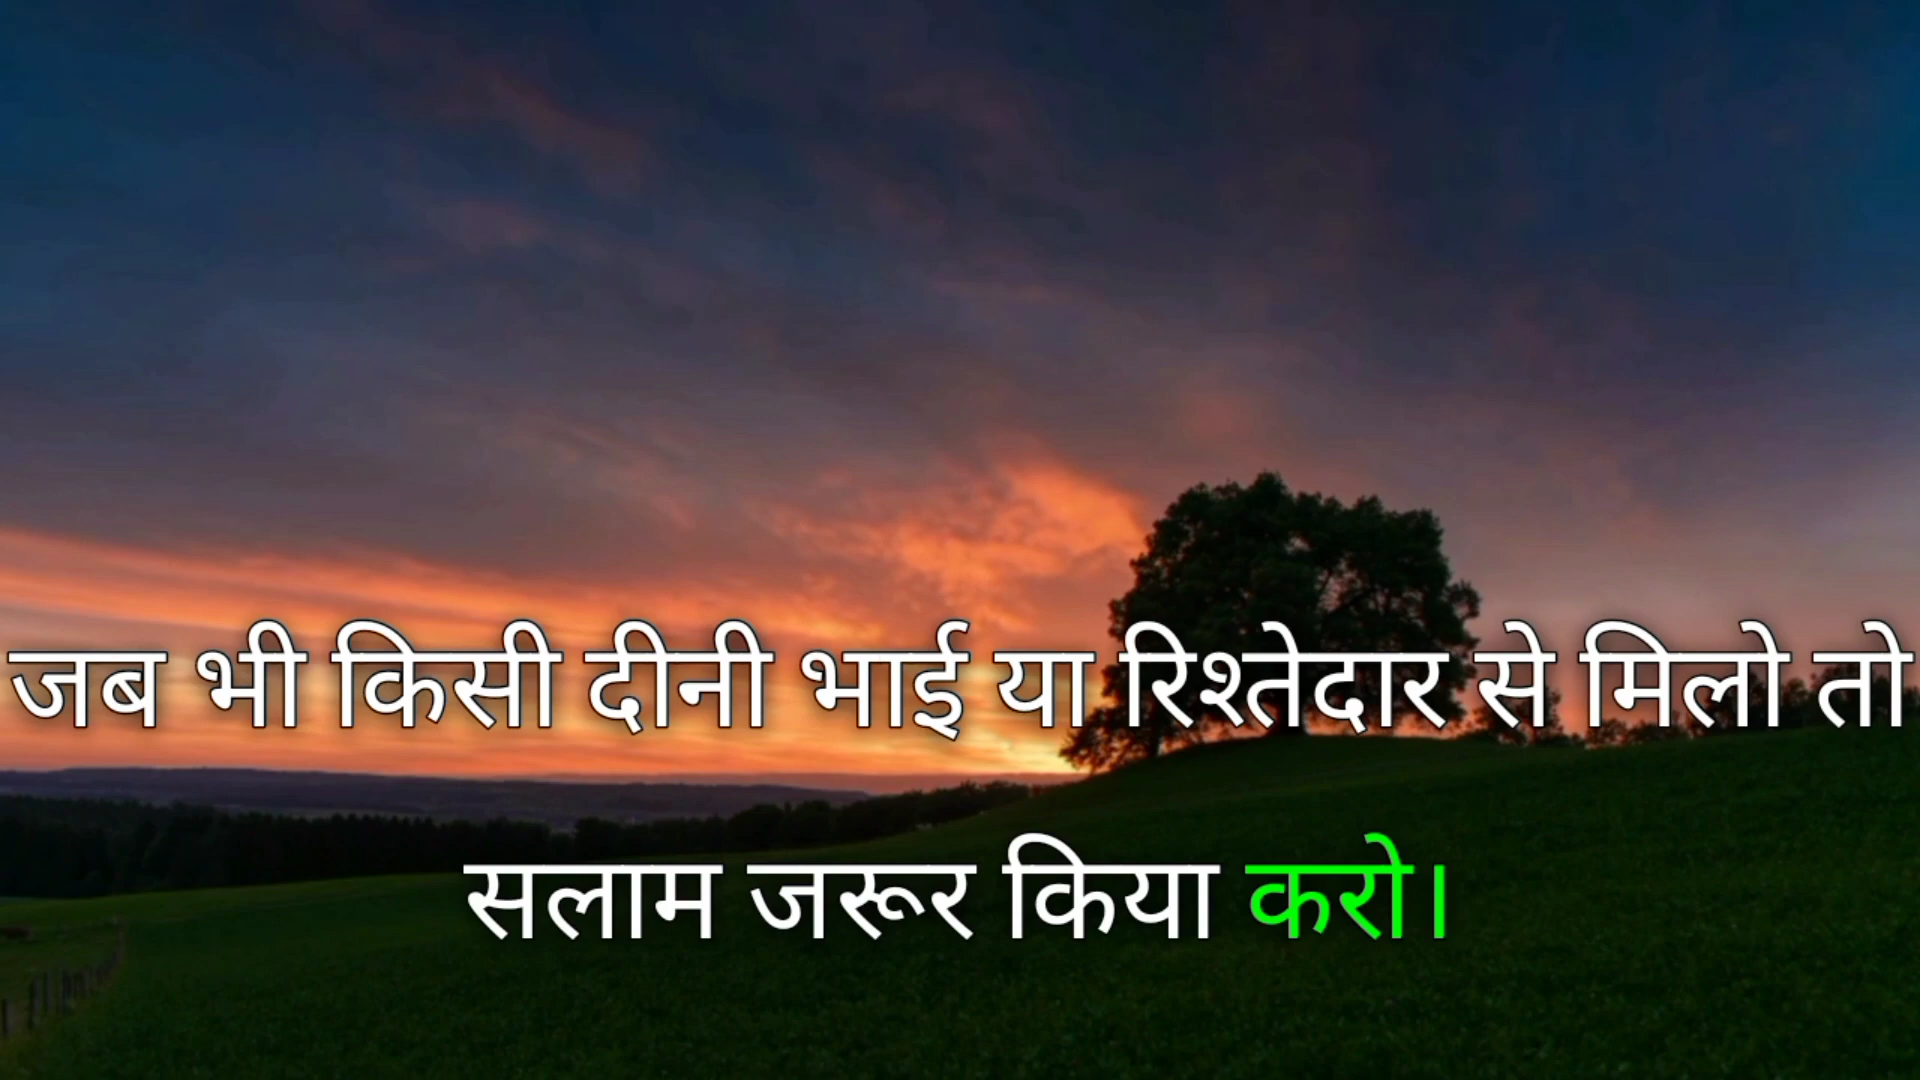 जब भी किसी दीनी भाई या रिश्तेदार से मिलो तो
सलाम जरूर किया करो।